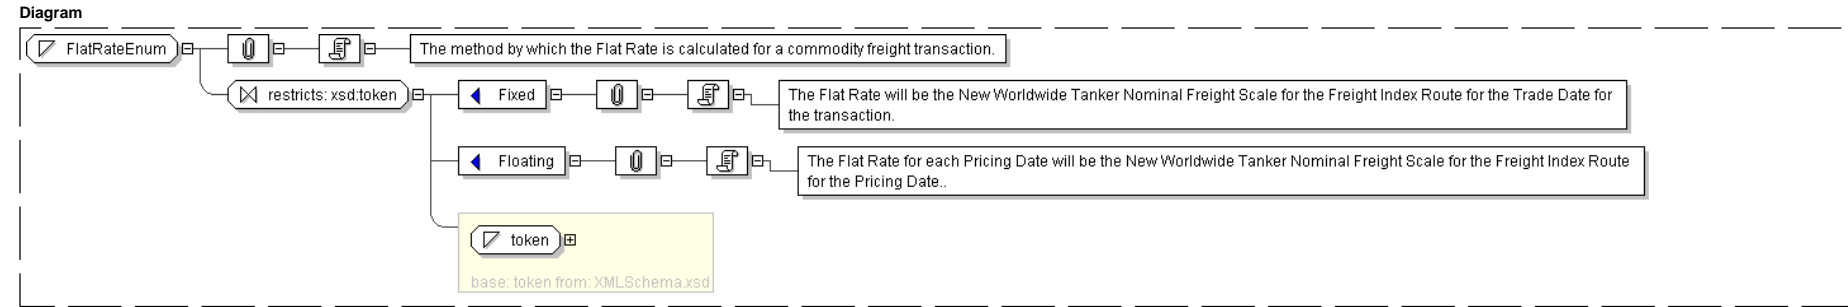 Diagram
FlatRateEnum
The method by which the Flat Rate is calculated for a commodity freight transaction.
restricts: xsd:token
Fixed
The Flat Rate will be the New Worldwide Tanker Nominal Freight Scale for the Freight Index Route for the Trade Date for
the transaction.
Floating
The Flat Rate for each Pricing Date will be the New Worldwide Tanker Nominal Freight Scale for the Freight Index Route
for the Pricing Date..
token
base: token from: XMLSchema.xsd